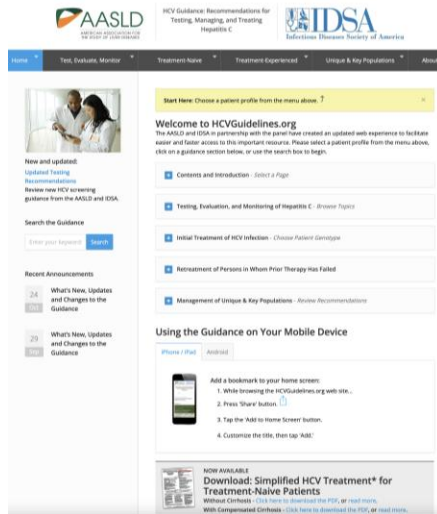 AASLD
AMERICAN ASSOCIATION FOR
THE STUDY OF LIVER DISEASES
HCV Guidance: Recommendations for
Testing, Managing, and Treating
Hepatitis C
IDSA
Infectious Diseases Society of America
Home
Test, Evaluate, Monitor
Treatment-Naive
Treatment-Experienced
Unique & Key Populations
Abou
Start Here: Choose a patient profile from the menu above. ↑
×
Welcome to HCVGuidelines.org
The AASLD and IDSA in partnership with the panel have created an updated web experience to facilitate
easier and faster access to this important resource. Please select a patient profile from the menu above,
click on a guidance section below, or use the search box to begin.
Contents and Introduction - Select a Page
Testing, Evaluation, and Monitoring of Hepatitis C - Browse Topics
Initial Treatment of HCV Infection - Choose Patient Genotype
Retreatment of Persons in Whom Prior Therapy Has Failed
Management of Unique & Key Populations - Review Recommendations
New and updated:
Updated Testing
Recommendations
Review new HCV screening
guidance from the AASLD and IDSA.
Search the Guidance
Enter your keyword
Search
Recent Announcements
24
Oct
What's New, Updates
and Changes to the
Guidance
29
Sep
What's New, Updates
and Changes to the
Guidance
Using the Guidance on Your Mobile Device
iPhone / iPad
Android
Add a bookmark to your home screen:
1. While browsing the HCVGuidelines.org web site...
2. Press 'Share' button.
3. Tap the 'Add to Home Screen' button.
4. Customize the title, then tap 'Add.'
NOW AVAILABLE
Download: Simplified HCV Treatment* for
Treatment-Naive Patients
Without Cirrhosis - Click here to download the PDF, or read more.
With Compensated Cirrhosis - Click here to download the PDF, or read more.